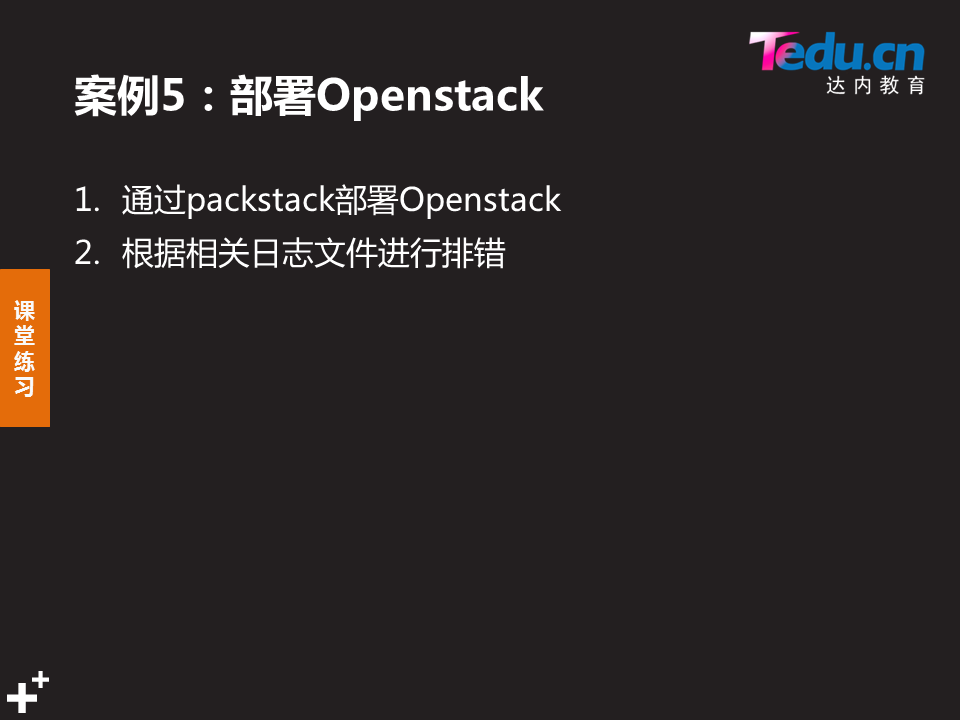 Tedu.cn
达内教育
案例5：部署Openstack
1. 通过packstack部署Openstack
2. 根据相关日志文件进行排错
课
堂
练
习